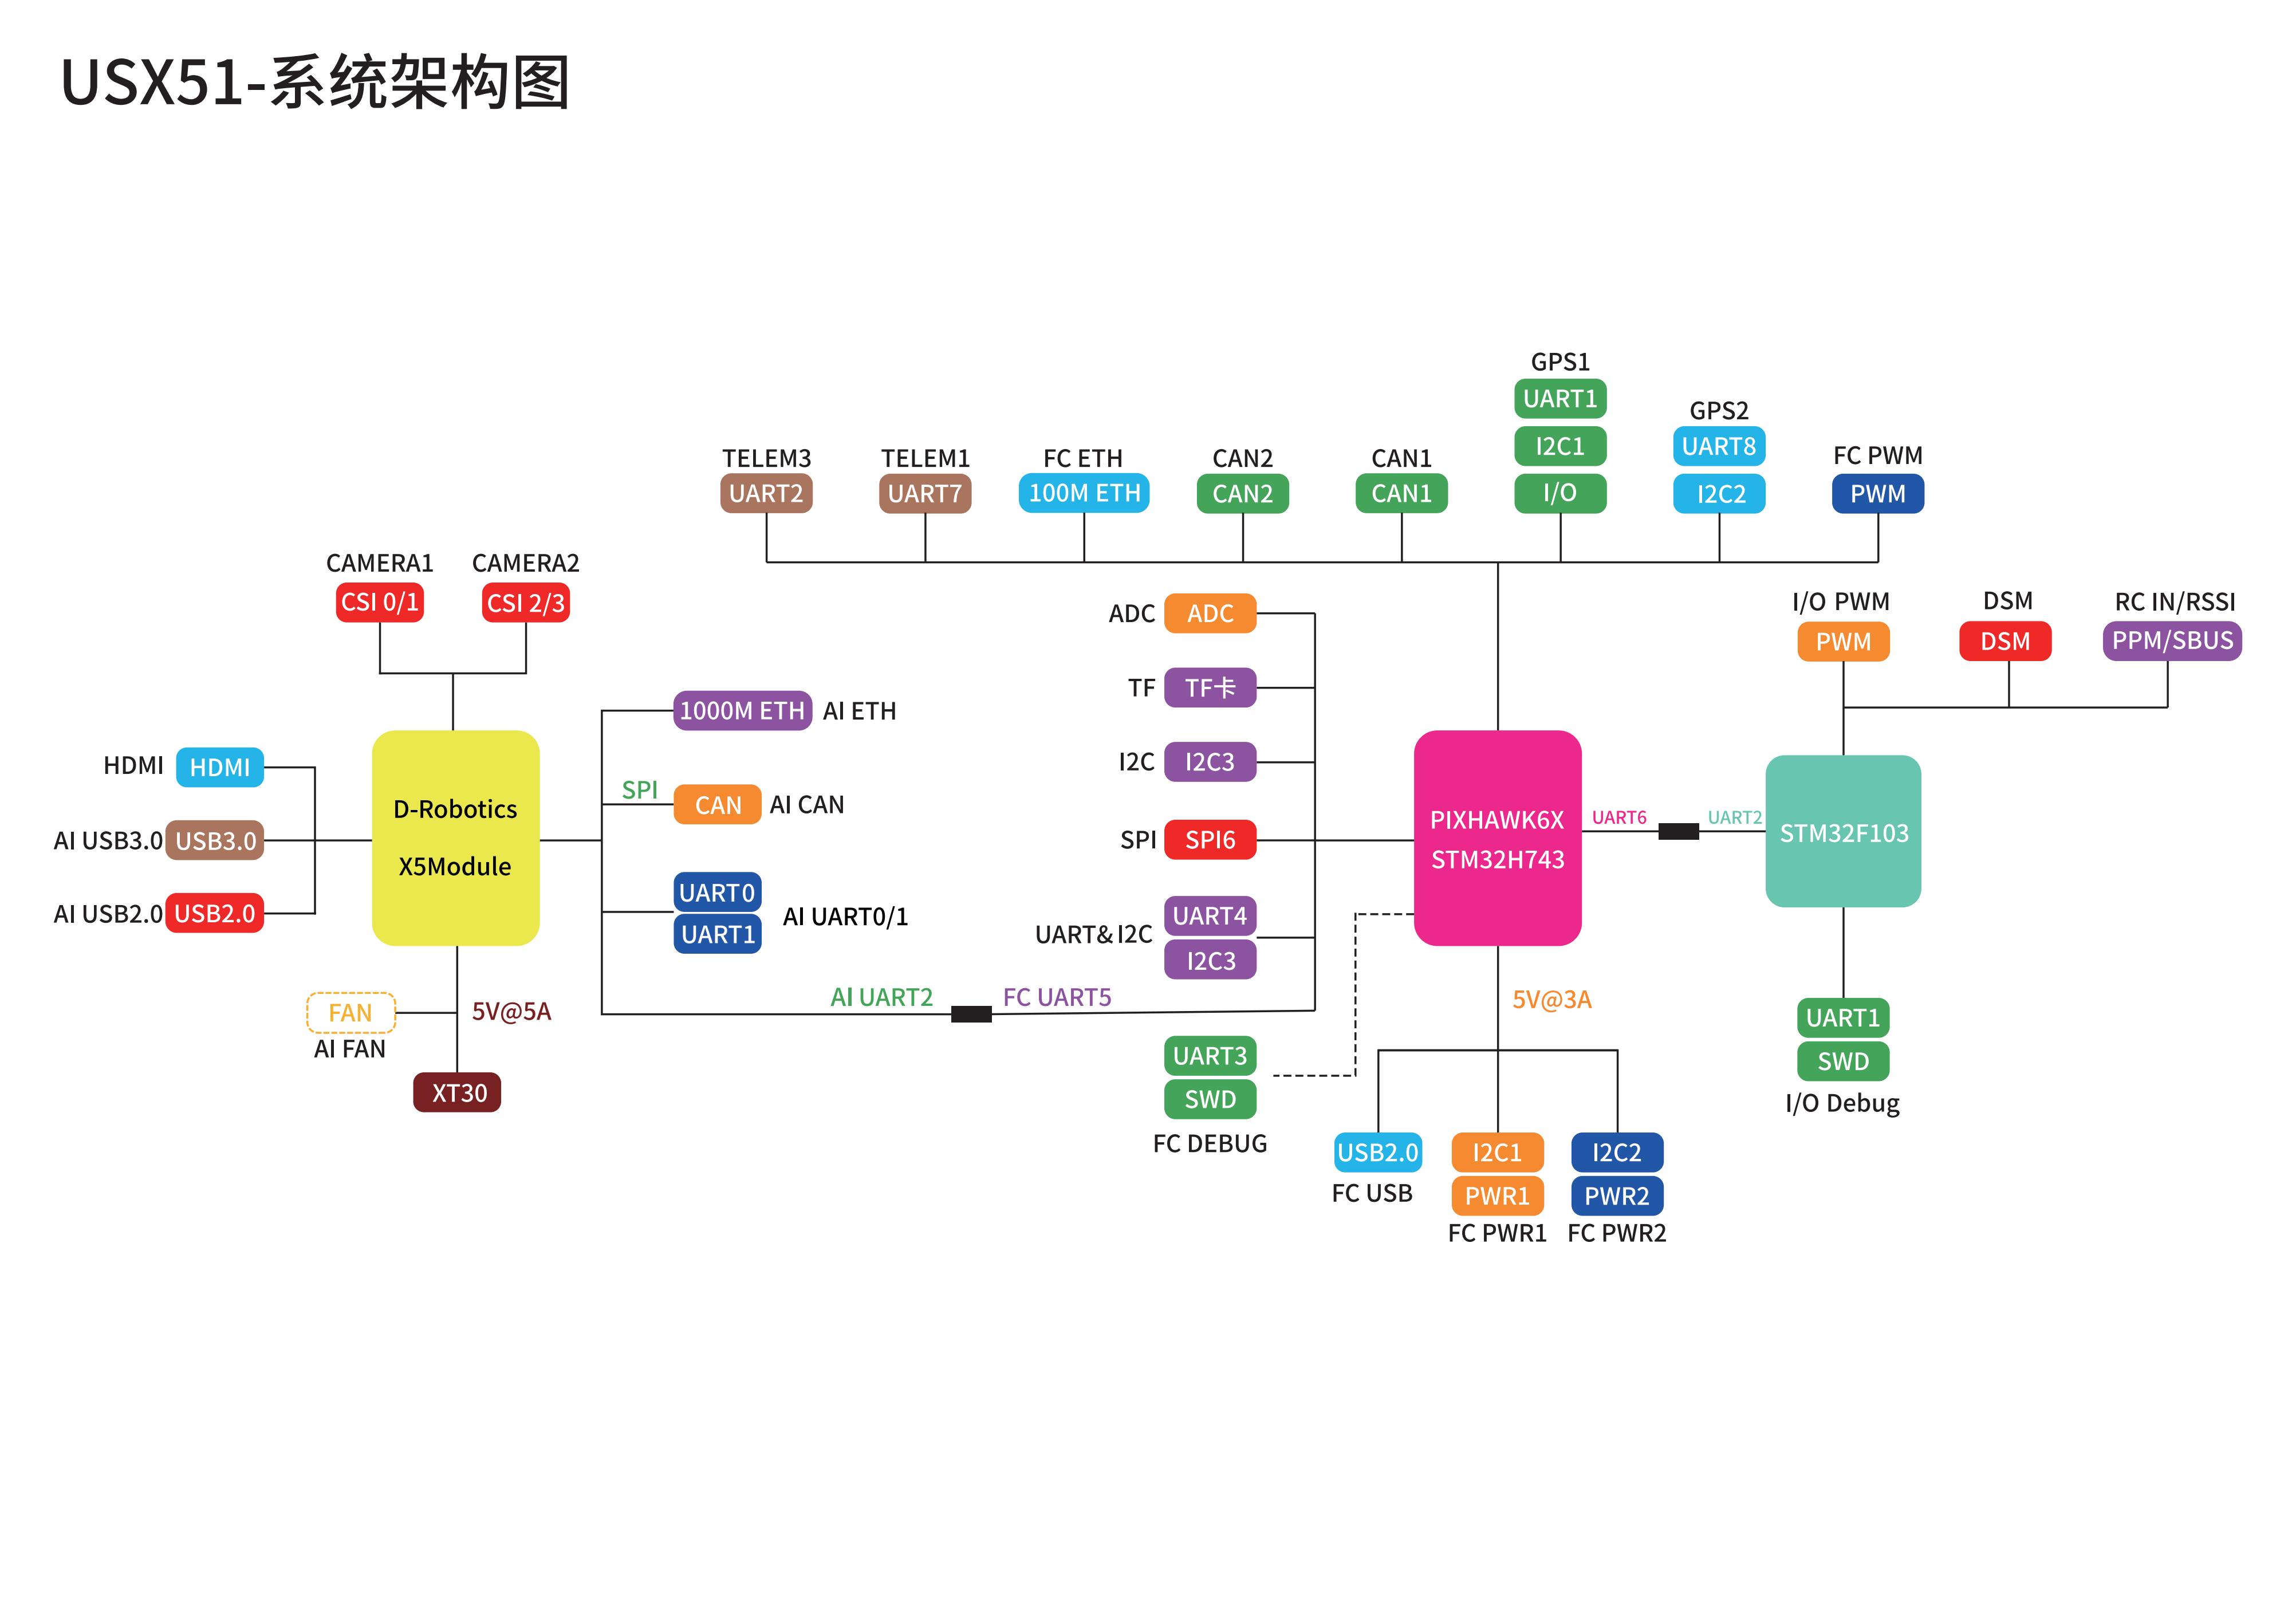 USX51-系统架构图
GPS1
UART1
I2C1
I/O
GPS2
UART8
I2C2
TELEM3
UART2
TELEM1
UART7
FC ETH
100M ETH
CAN2
CAN2
CAN1
CAN1
FC PWM
PWM
CAMERA1
CSI 0/1
CAMERA2
CSI 2/3
HDMI
HDMI
AI USB3.0
USB3.0
AI USB2.0
USB2.0
D-Robotics
X5Module
FAN
AI FAN
5V@5A
XT30
1000M ETH
AI ETH
SPI
CAN
AI CAN
UART0
UART1
AI UART0/1
AI UART2
FC UART5
ADC
ADC
TF
TF卡
I2C
I2C3
SPI
SPI6
UART&I2C
UART4
I2C3
UART3
SWD
FC DEBUG
PIXHAWK6X
STM32H743
5V@3A
USB2.0
FC USB
I2C1
PWR1
FC PWR1
I2C2
PWR2
FC PWR2
UART6
UART2
I/O PWM
PWM
DSM
DSM
RC IN/RSSI
PPM/SBUS
STM32F103
UART1
SWD
I/O Debug